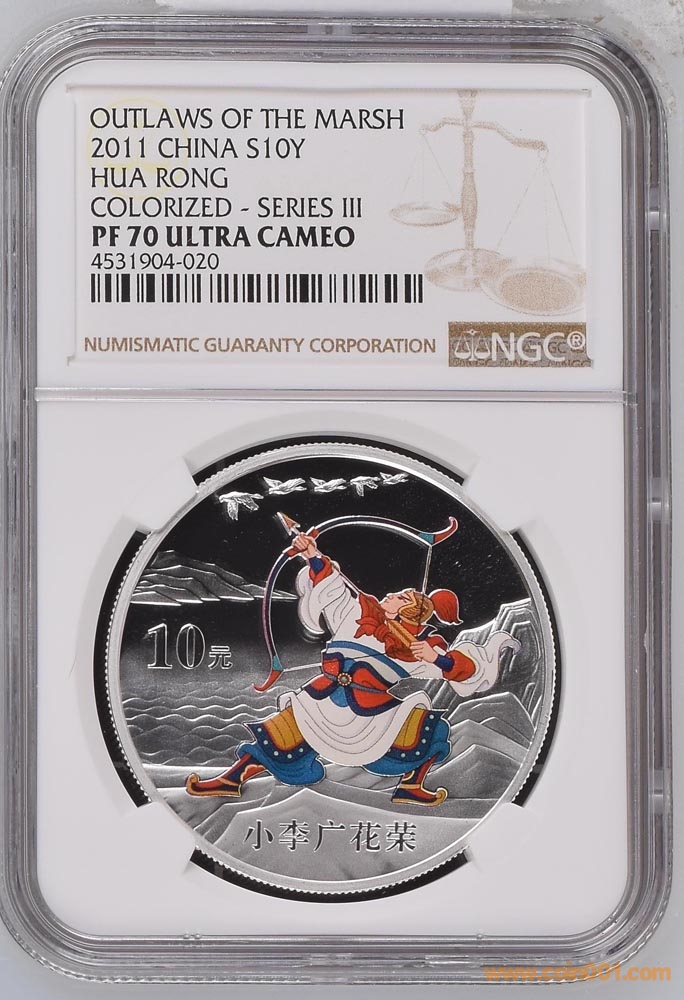 OUTLAWS OF THE MARSH
2011 CHINA S10Y
HUA RONG
COLORIZED - SERIES III
PF 70 ULTRA CAMEO
4531904-020
NUMISMATIC GUARANTY CORPORATION
NGC®
10元
小李广花荣
www.coin001.com